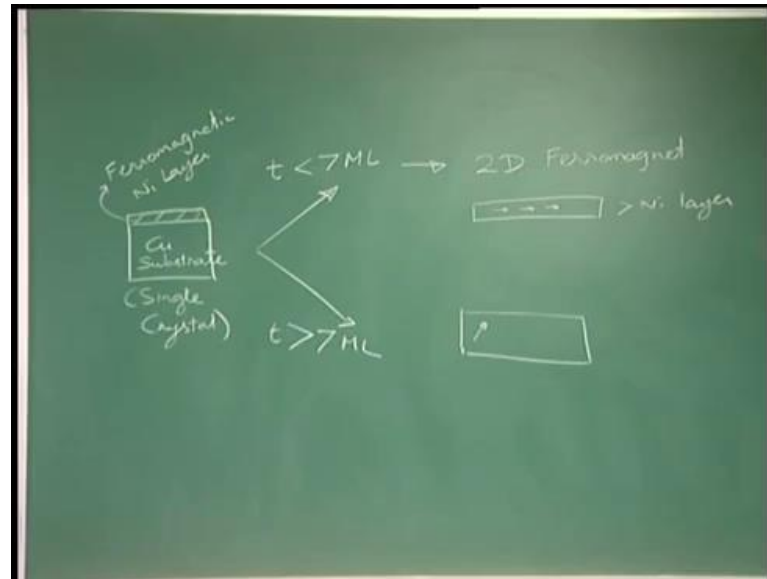 Ferromagnetic
Ni Layer
Cu
Substrate
(Single
Crystal)
t < 7 ML → 2D Ferromagnet
> Ni layer
t > 7 ML